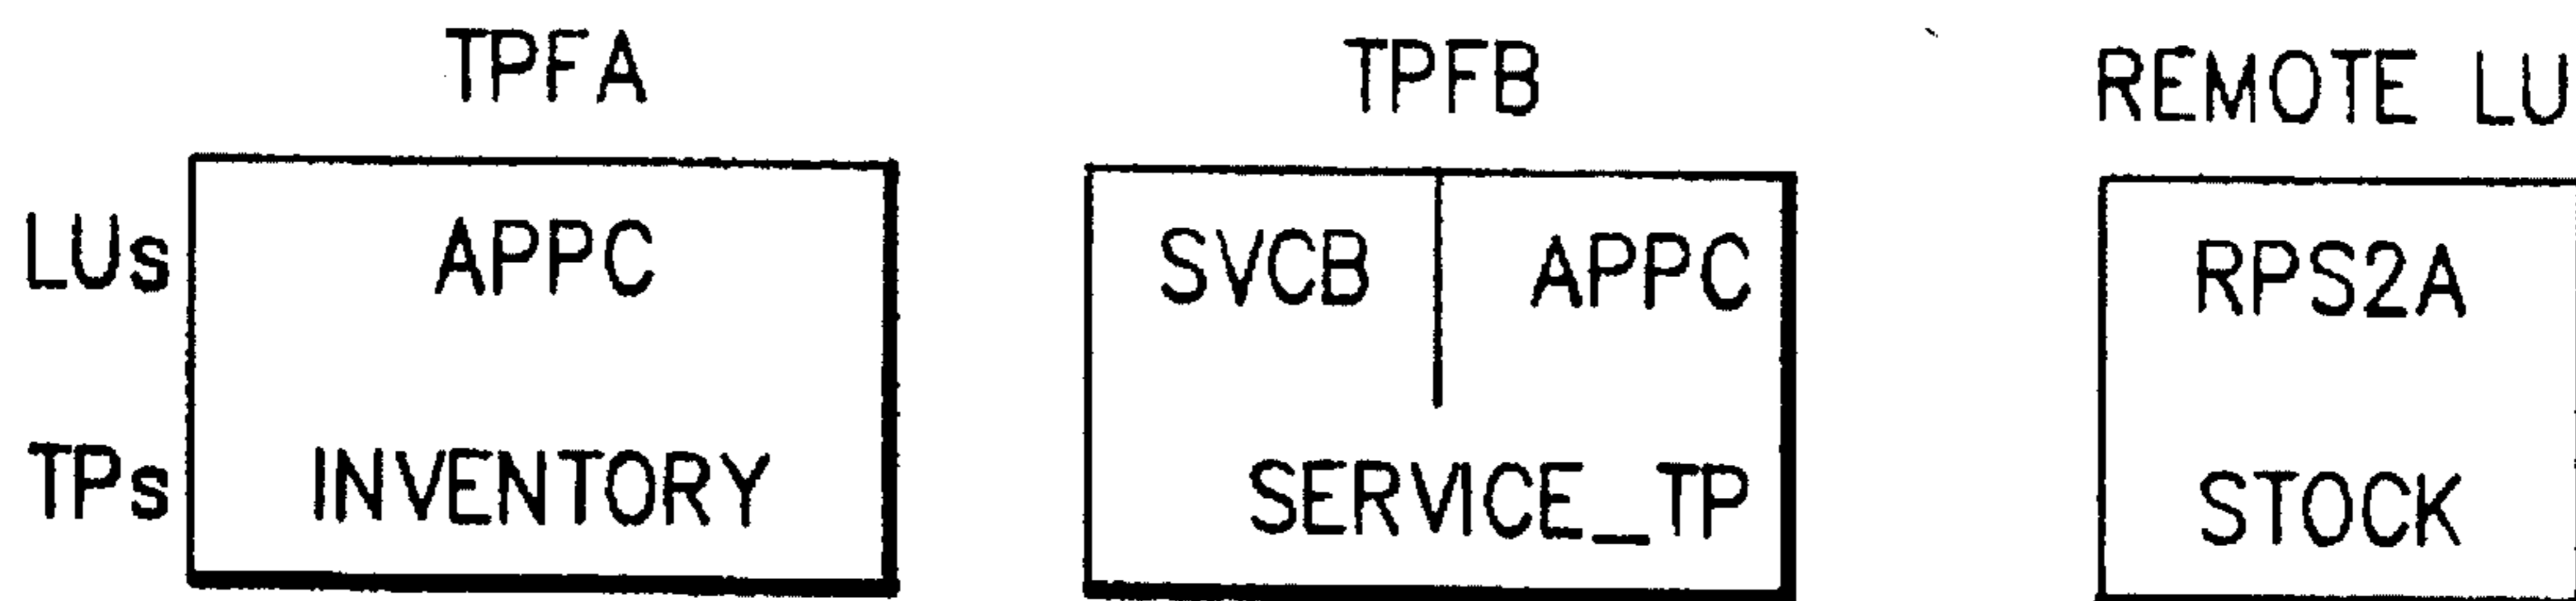 TPFA TPFB REMOTE LU
LUs APPC SVCB APPC RPS2A
TPs INVENTORY SERVICE_TP STOCK